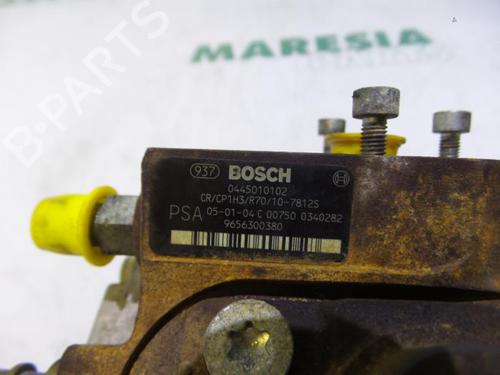 MARESIA
B-PARTS
937 BOSCH
0445010102
CR/CP1H3/R70/10-7812S
PSA 05-01-04 C 00750 0340282
9656300380